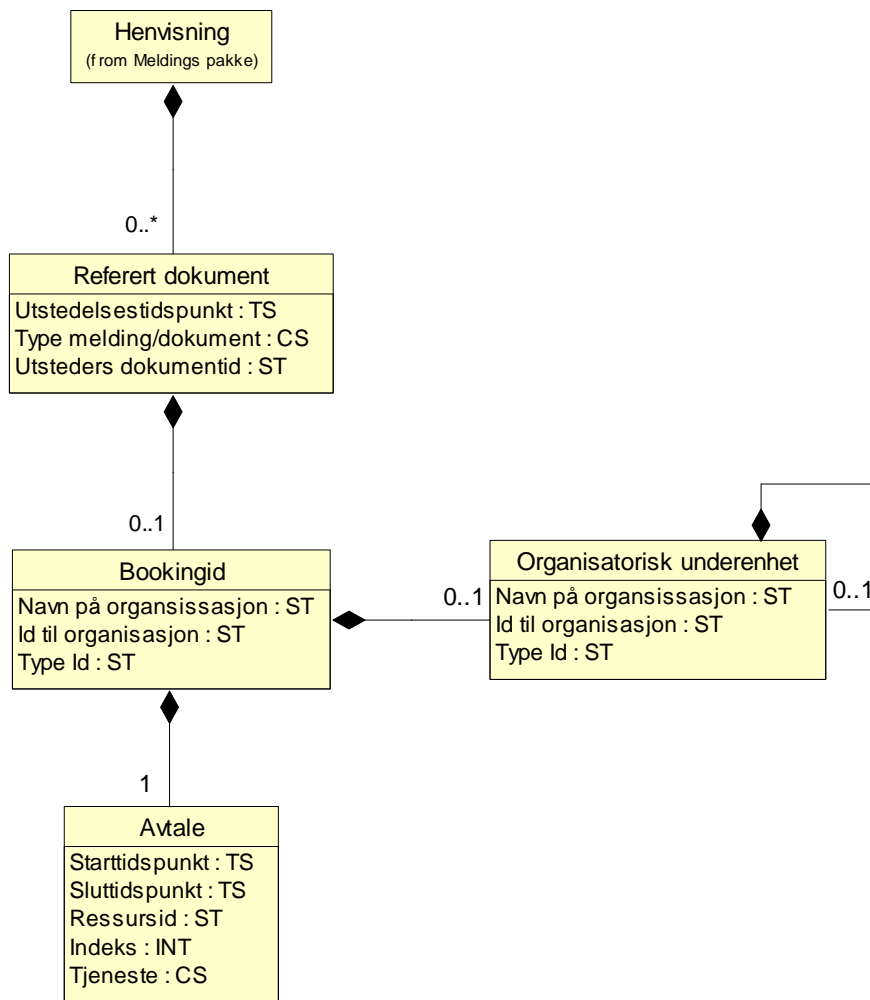 Henvisning
(from Meldings pakke)
0..*
Referert dokument
Utstedelsestidspunkt : TS
Type melding/dokument : CS
Utsteders dokumentid : ST
0..1
Bookingid
Navn på organsissasjon : ST
Id til organisasjon : ST
Type Id : ST
0..1
Organisatorisk underenhet
Navn på organsissasjon : ST
Id til organisasjon : ST
Type Id : ST
0..1
1
Avtale
Starttidspunkt : TS
Sluttidspunkt : TS
Ressursid : ST
Indeks : INT
Tjeneste : CS